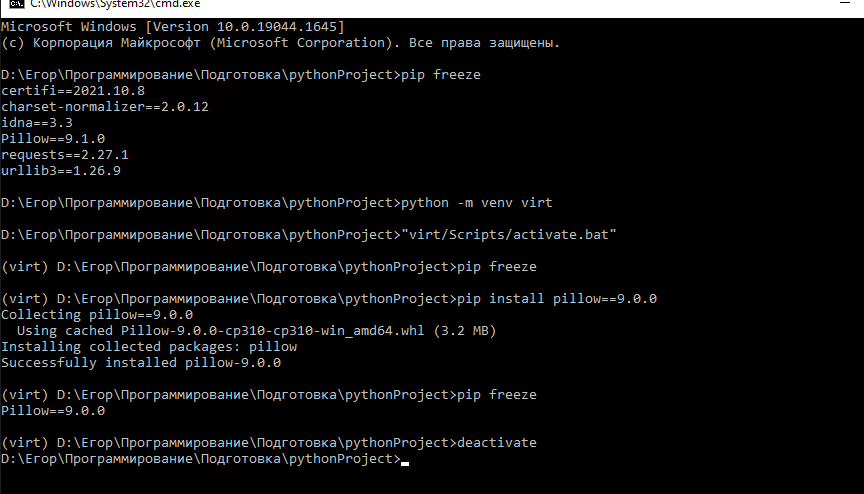 C:\Windows\System32\cmd.exe
Microsoft Windows [Version 10.0.19044.1645]
(c) Корпорация Майкрософт (Microsoft Corporation). Все права защищены.
D:\Егор\Программирование\Подготовка\pythonProject>pip freeze
certifi==2021.10.8
charset-normalizer==2.0.12
idna==3.3
Pillow==9.1.0
requests==2.27.1
urllib3==1.26.9
D:\Егор\Программирование\Подготовка\pythonProject>python -m venv virt
D:\Егор\Программирование\Подготовка\pythonProject>"virt/Scripts/activate.bat"
(virt) D:\Егор\Программирование\Подготовка\pythonProject>pip freeze
(virt) D:\Егор\Программирование\Подготовка\pythonProject>pip install pillow==9.0.0
Collecting pillow==9.0.0
  Using cached Pillow-9.0.0-cp310-cp310-win_amd64.whl (3.2 MB)
Installing collected packages: pillow
Successfully installed pillow-9.0.0
(virt) D:\Егор\Программирование\Подготовка\pythonProject>pip freeze
Pillow==9.0.0
(virt) D:\Егор\Программирование\Подготовка\pythonProject>deactivate
D:\Егор\Программирование\Подготовка\pythonProject>